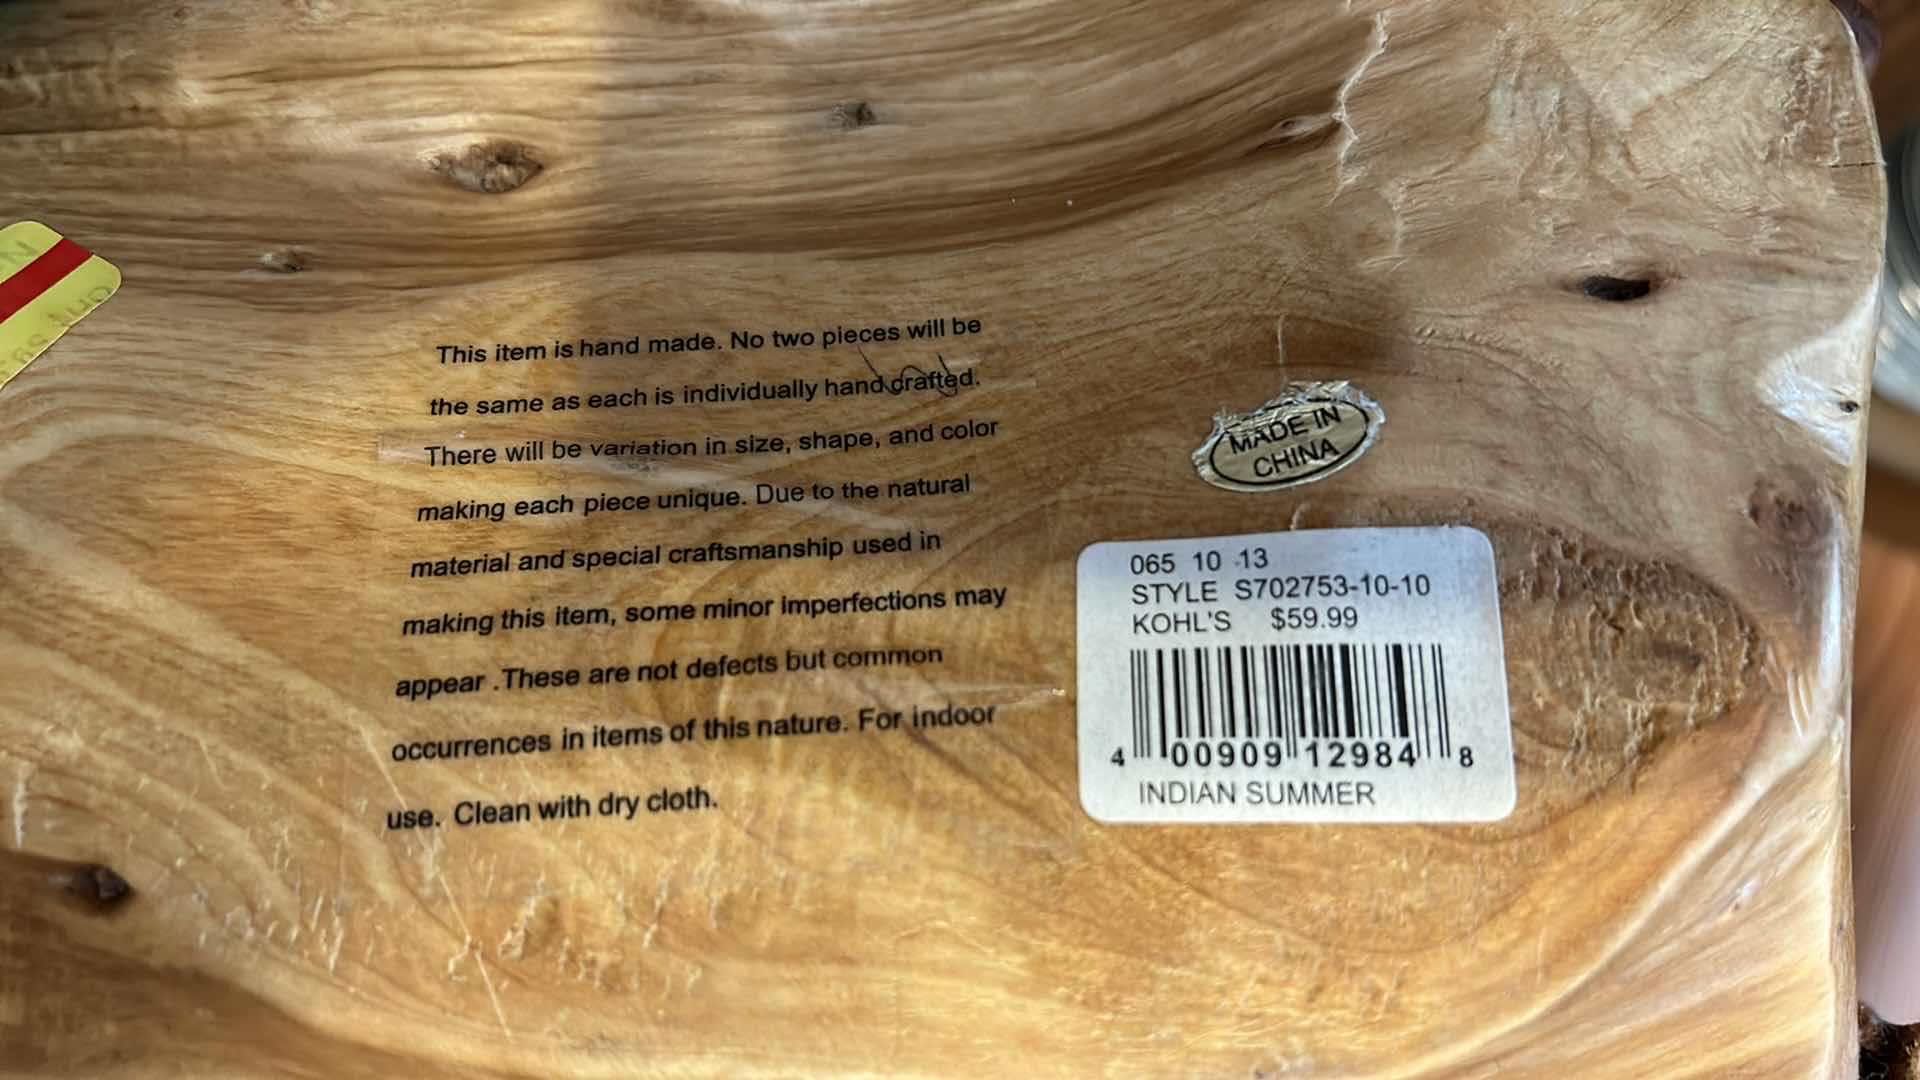 This item is hand made. No two pieces will be
the same as each is individually hand crafted.
There will be variation in size, shape, and color
making each piece unique. Due to the natural
material and special craftsmanship used in
making this item, some minor imperfections may
appear .These are not defects but common
occurrences in items of this nature. For indoor
use. Clean with dry cloth.
MADE IN
CHINA
065 10 13
STYLE S702753-10-10
KOHL'S $59.99
4 00909 12984 8
INDIAN SUMMER